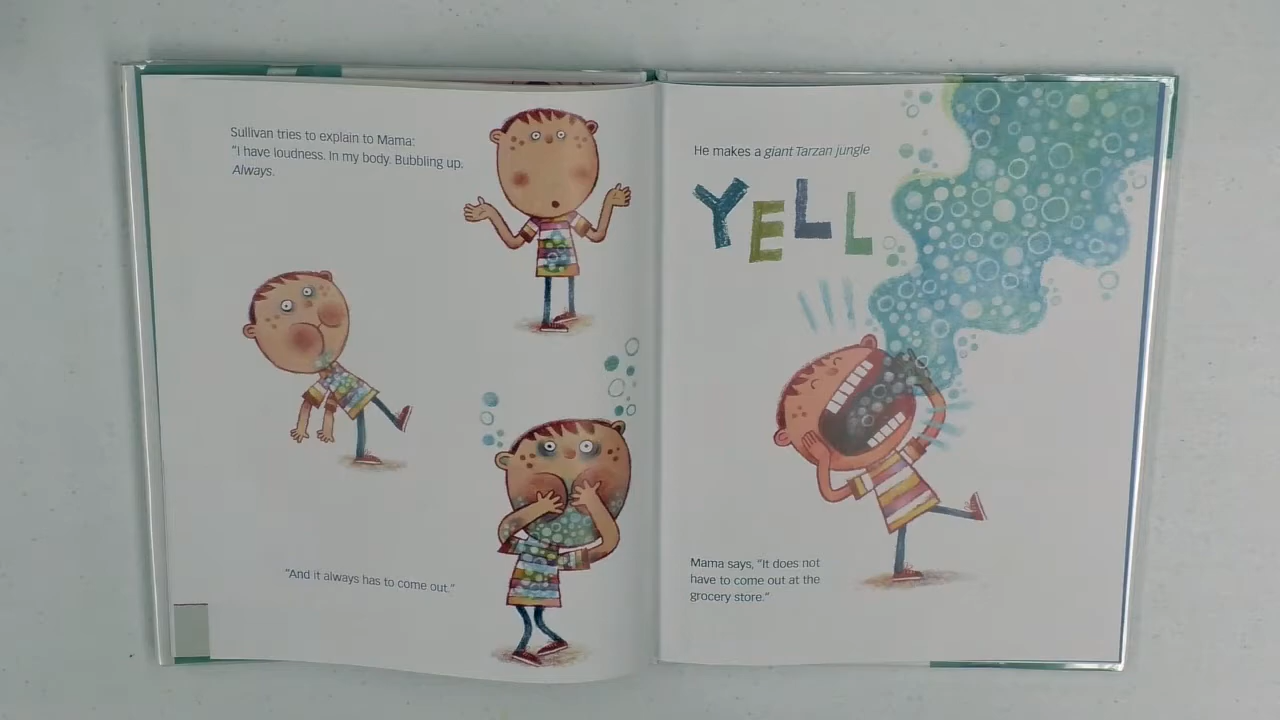 Sullivan tries to explain to Mama:
"I have loudness. In my body. Bubbling up.
Always.
"And it always has to come out."
He makes a giant Tarzan jungle
YELL
Mama says, "It does not
have to come out at the
grocery store."